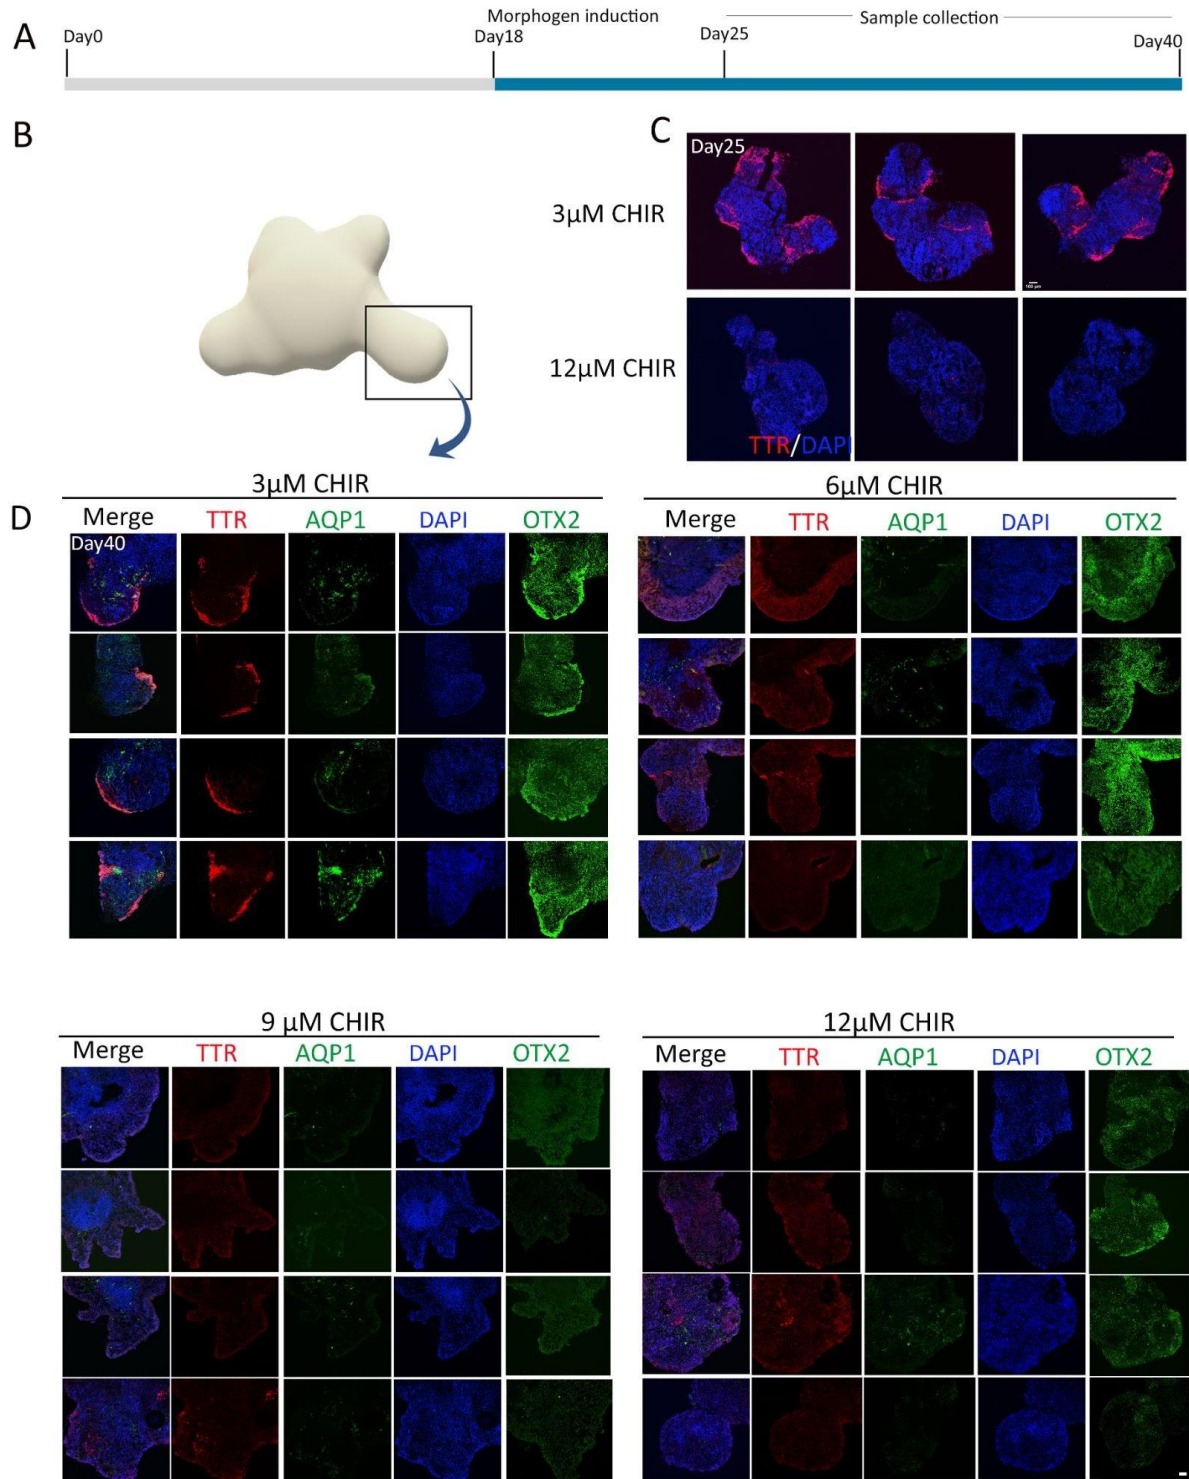 A
Morphogen induction
Sample collection
Day0
Day18
Day25
Day40
B
C
Day25
3µM CHIR
100 µm
12µM CHIR
TTR/DAPI
D
3µM CHIR
Merge TTR AQP1 DAPI OTX2
Day40
6µM CHIR
Merge TTR AQP1 DAPI OTX2
9 µM CHIR
Merge TTR AQP1 DAPI OTX2
12µM CHIR
Merge TTR AQP1 DAPI OTX2